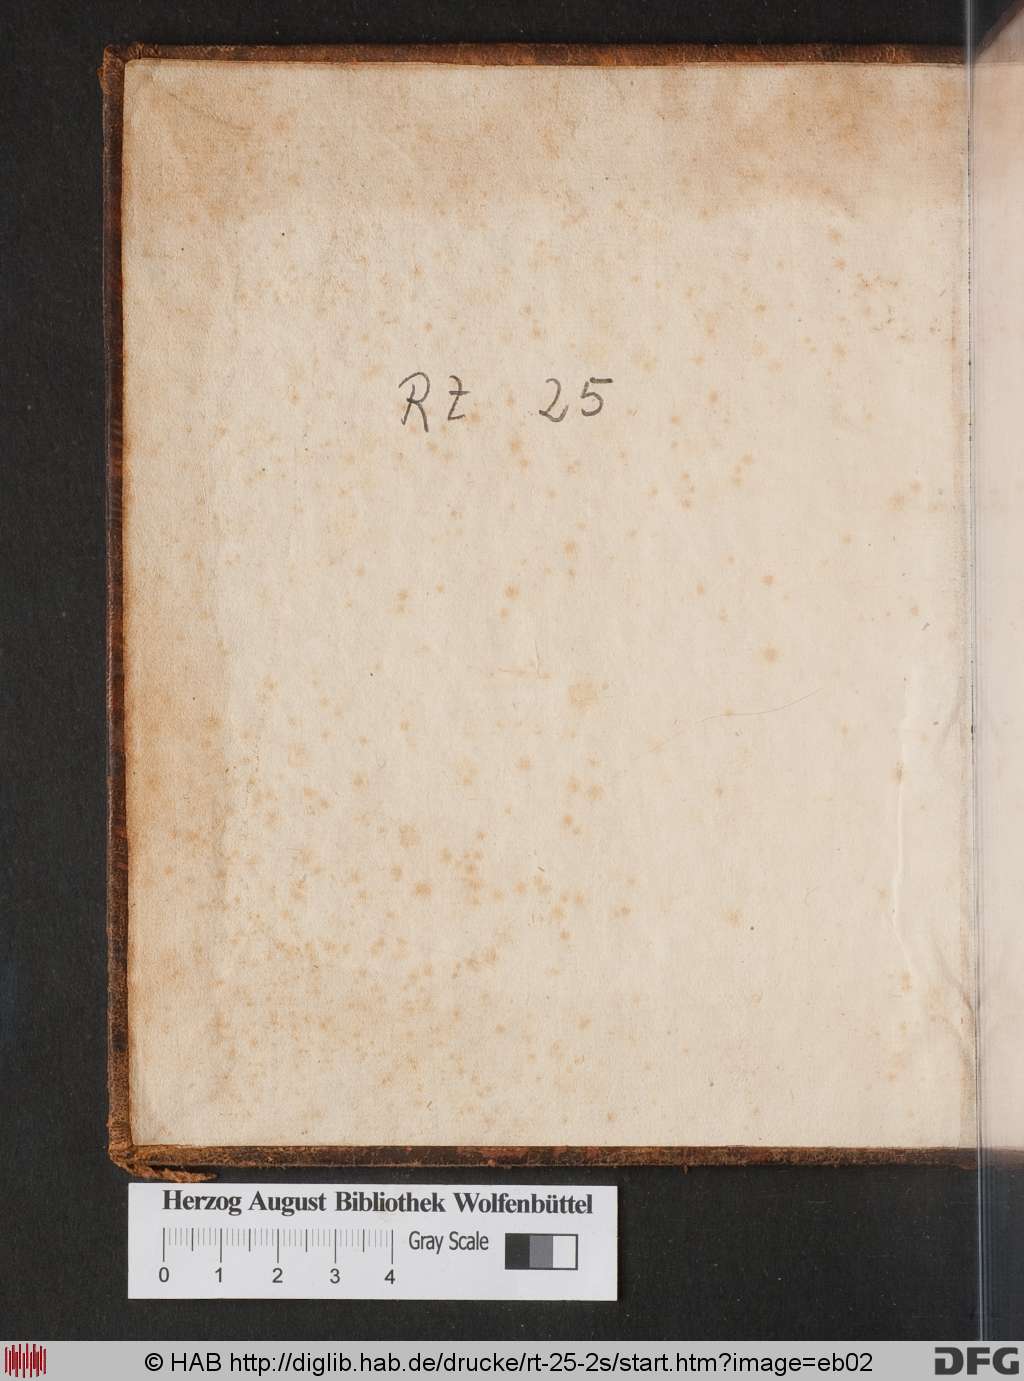 RZ 25
Herzog August Bibliothek Wolfenbüttel
Gray Scale
0 1 2 3 4
© HAB http://diglib.hab.de/drucke/rt-25-2s/start.htm?image=eb02
DFG